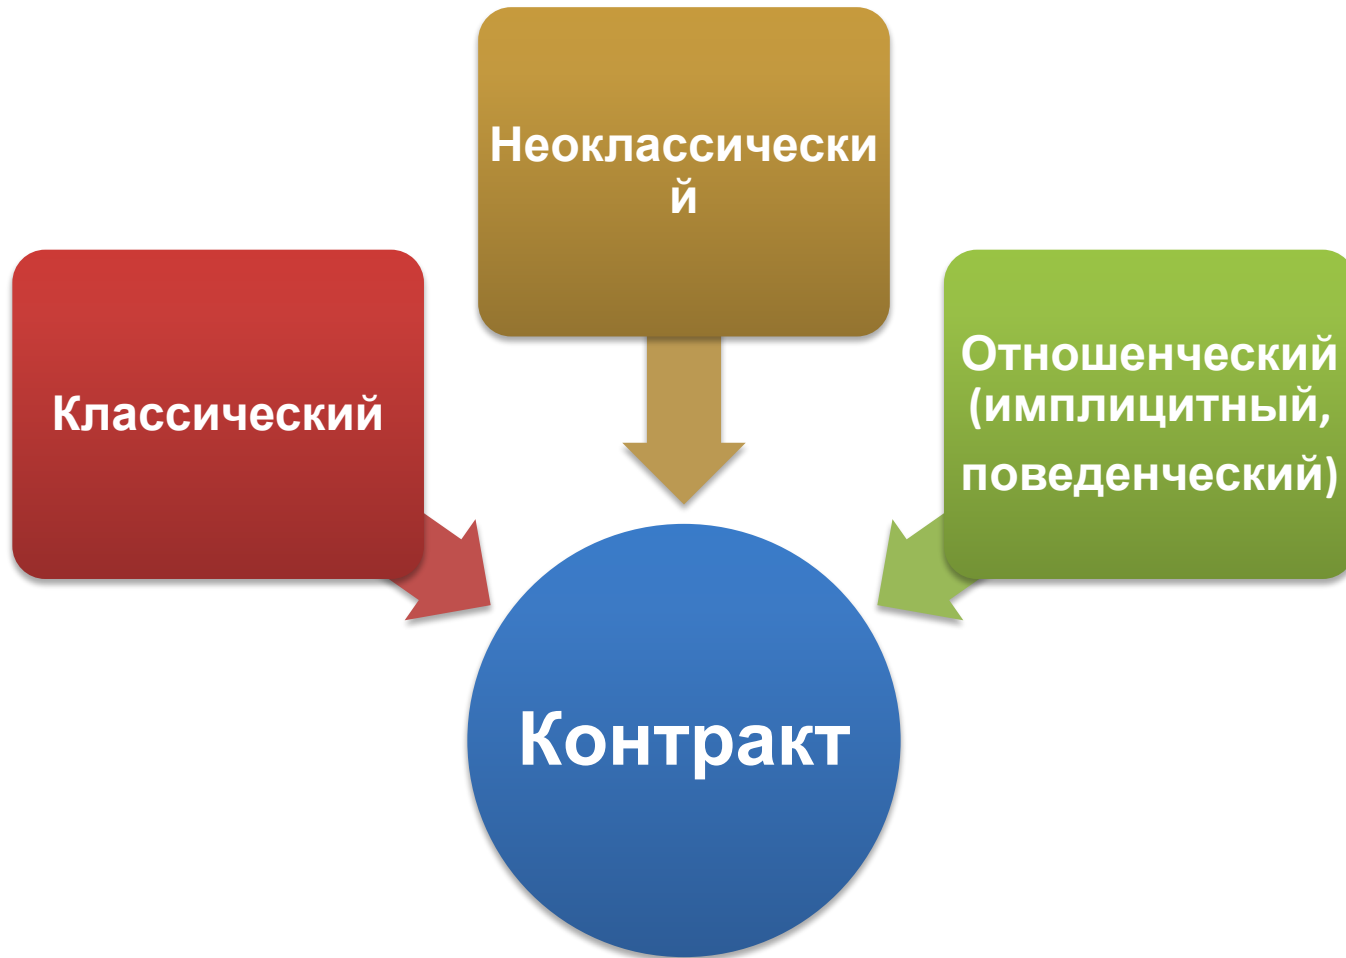 Неоклассически
й
Классический
Отношенческий
(имплицитный,
поведенческий)
Контракт